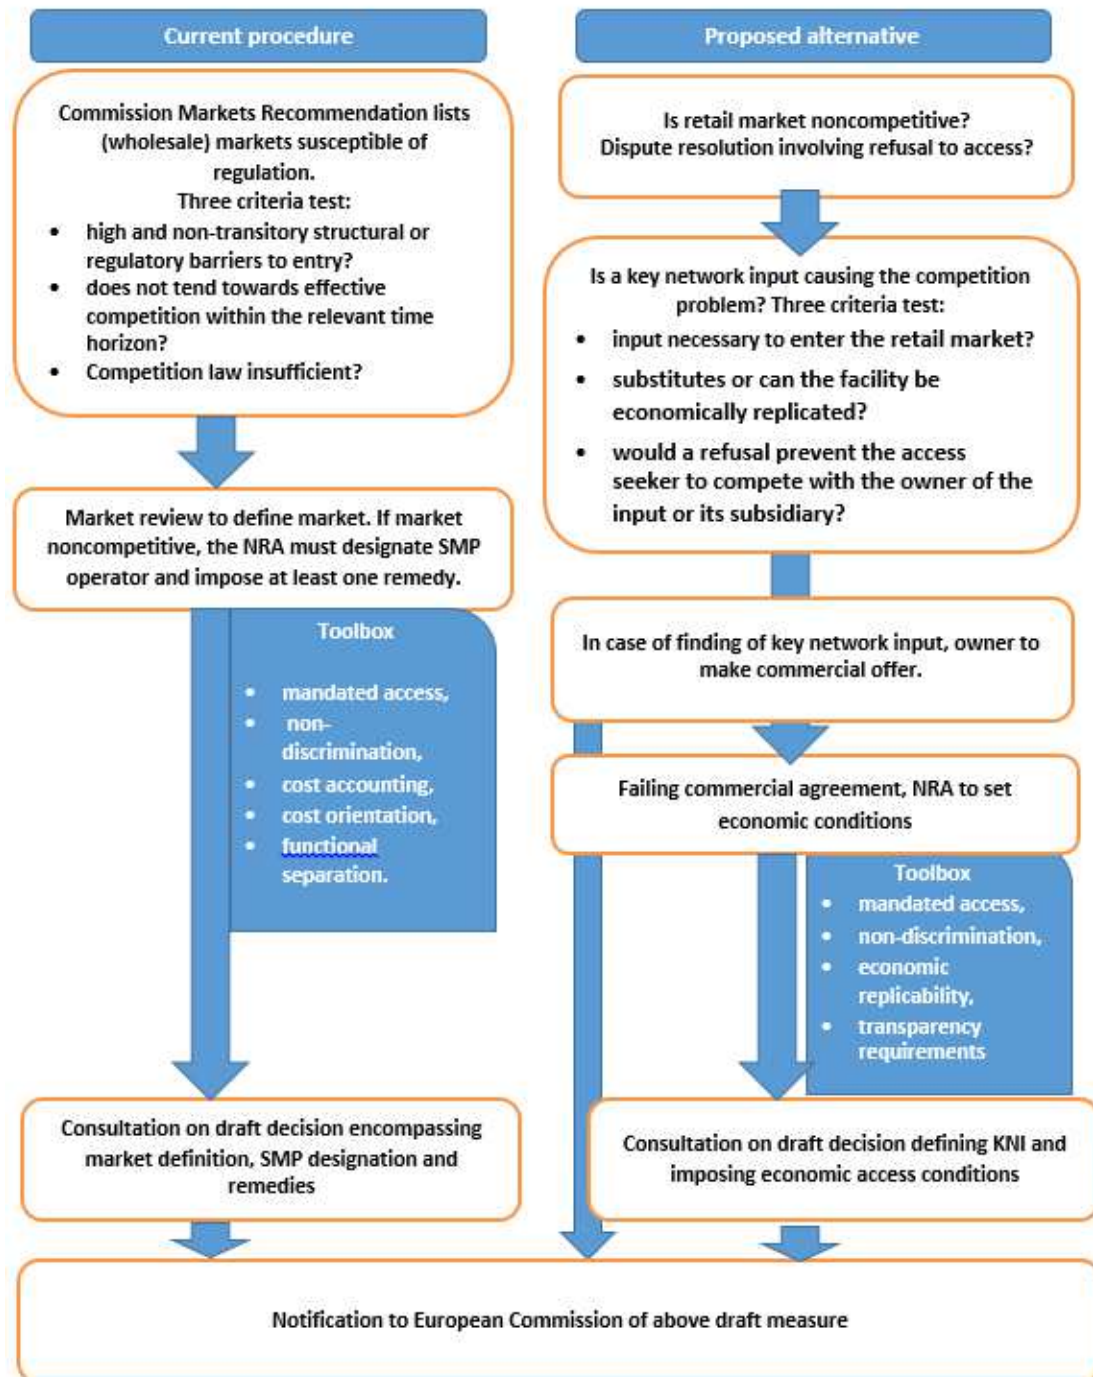 Current procedure
Commission Markets Recommendation lists
(wholesale) markets susceptible of
regulation.
Three criteria test:
• high and non-transitory structural or
regulatory barriers to entry?
• does not tend towards effective
competition within the relevant time
horizon?
• Competition law insufficient?
Market review to define market. If market
noncompetitive, the NRA must designate SMP
operator and impose at least one remedy.
Toolbox
• mandated access,
• non-
discrimination,
• cost accounting,
• cost orientation,
• functional
separation.
Consultation on draft decision encompassing
market definition, SMP designation and
remedies
Proposed alternative
Is retail market noncompetitive?
Dispute resolution involving refusal to access?
Is a key network input causing the competition
problem? Three criteria test:
• input necessary to enter the retail market?
• substitutes or can the facility be
economically replicated?
• would a refusal prevent the access
seeker to compete with the owner of the
input or its subsidiary?
In case of finding of key network input, owner to
make commercial offer.
Failing commercial agreement, NRA to set
economic conditions
Toolbox
• mandated access,
• non-discrimination,
• economic
replicability,
• transparency
requirements
Consultation on draft decision defining KNI and
imposing economic access conditions
Notification to European Commission of above draft measure